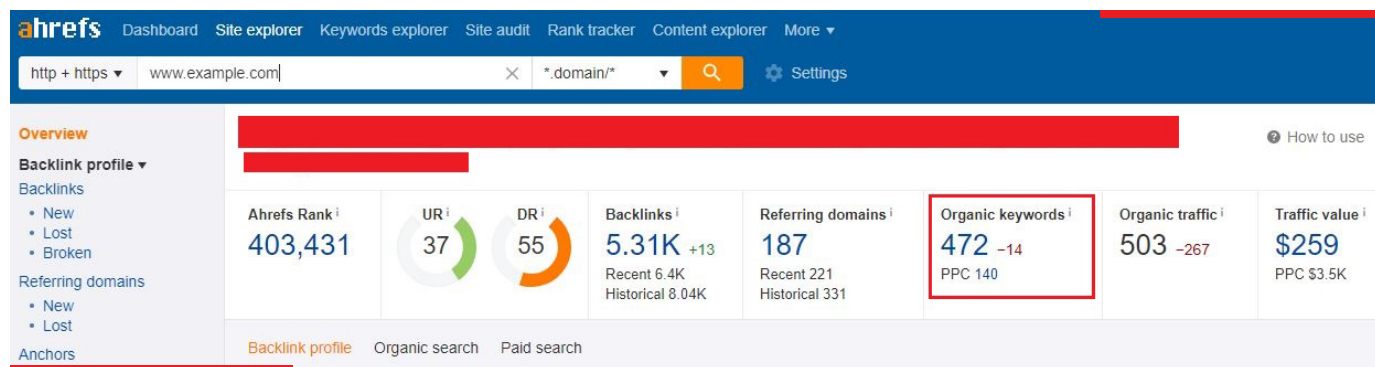 ahrefs Dashboard Site explorer Keywords explorer Site audit Rank tracker Content explorer More ▾
http + https ▾ www.example.com × *.domain/* ▾ Settings
Overview
How to use
Backlink profile ▾
Backlinks
• New
• Lost
• Broken
Referring domains
• New
• Lost
Anchors
Ahrefs Rank i
403,431
UR i
37
DR i
55
Backlinks i
5.31K +13
Recent 6.4K
Historical 8.04K
Referring domains i
187
Recent 221
Historical 331
Organic keywords i
472 −14
PPC 140
Organic traffic i
503 −267
Traffic value i
$259
PPC $3.5K
Backlink profile Organic search Paid search